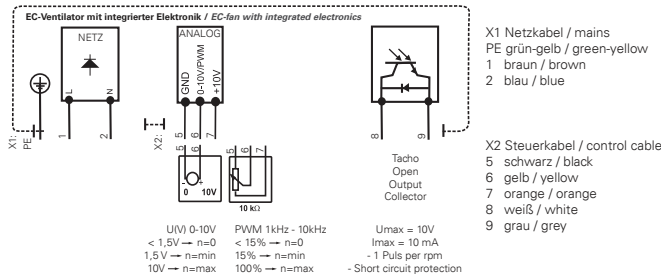 EC-Ventilator mit integrierter Elektronik / EC-fan with integrated electronics
NETZ
L
N
ANALOG
GND
0-10V/PWM
+10V
X1:
PE
1
2
X2:
5
6
7
8
9
5
6
-
+
0 10V
5
6
7
10 kΩ
Tacho
Open
Output
Collector
U(V) 0-10V
< 1,5V → n=0
1,5 V → n=min
10V → n=max
PWM 1kHz - 10kHz
< 15% → n=0
15% → n=min
100% → n=max
Umax = 10V
Imax = 10 mA
- 1 Puls per rpm
- Short circuit protection
X1 Netzkabel / mains
PE grün-gelb / green-yellow
1 braun / brown
2 blau / blue
X2 Steuerkabel / control cable
5 schwarz / black
6 gelb / yellow
7 orange / orange
8 weiß / white
9 grau / grey